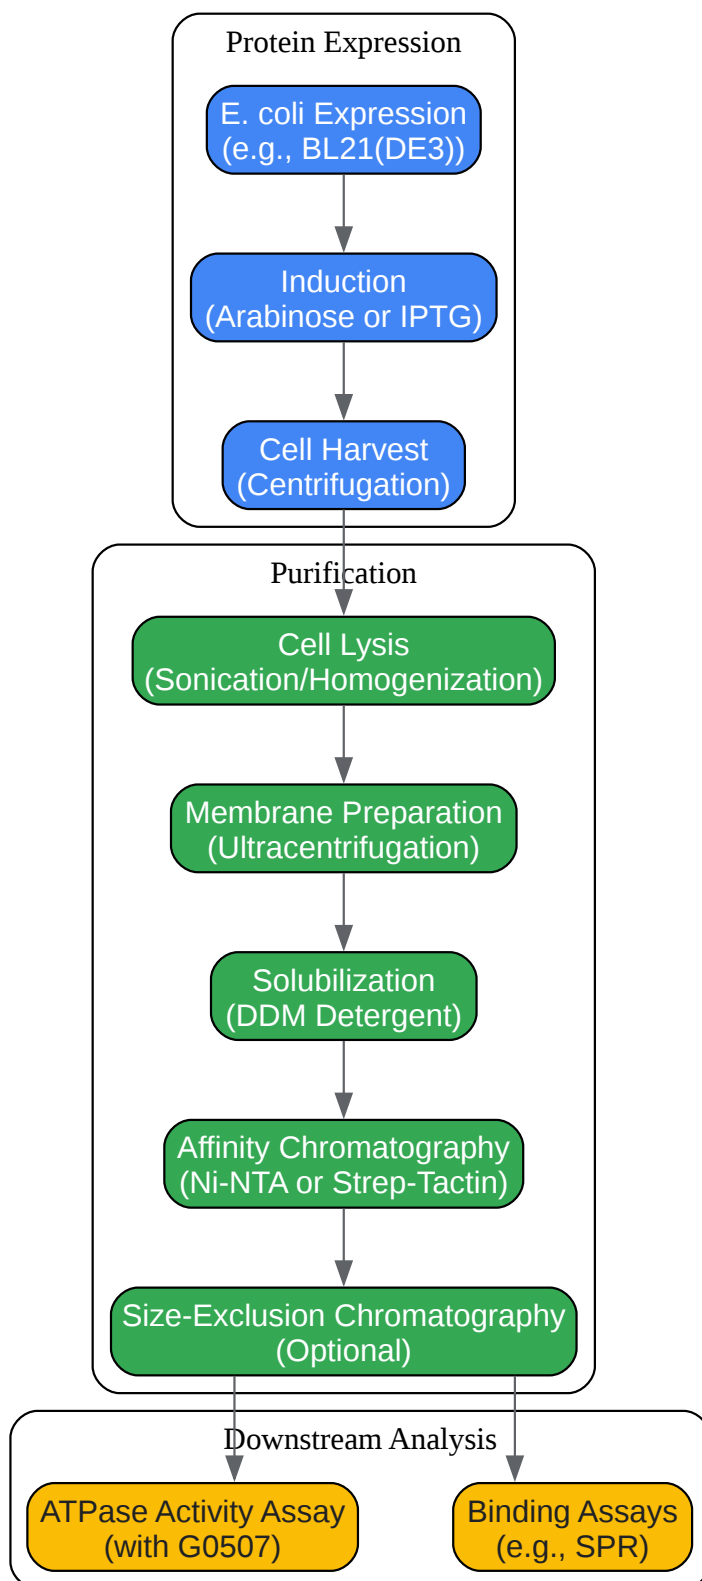 Protein Expression
E. coli Expression
(e.g., BL21(DE3))
Induction
(Arabinose or IPTG)
Cell Harvest
(Centrifugation)
Purification
Cell Lysis
(Sonication/Homogenization)
Membrane Preparation
(Ultracentrifugation)
Solubilization
(DDM Detergent)
Affinity Chromatography
(Ni-NTA or Strep-Tactin)
Size-Exclusion Chromatography
(Optional)
Downstream Analysis
ATPase Activity Assay
(with G0507)
Binding Assays
(e.g., SPR)